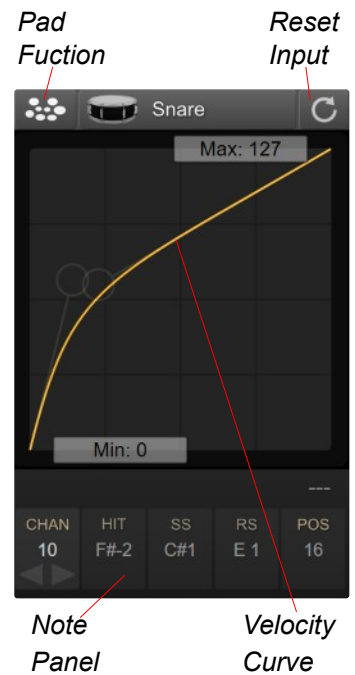 Pad Reset
Fuction Input
Snare
Max: 127
Min: 0
---
CHAN HIT SS RS POS
10 F#-2 C#1 E 1 16
Note Velocity
Panel Curve